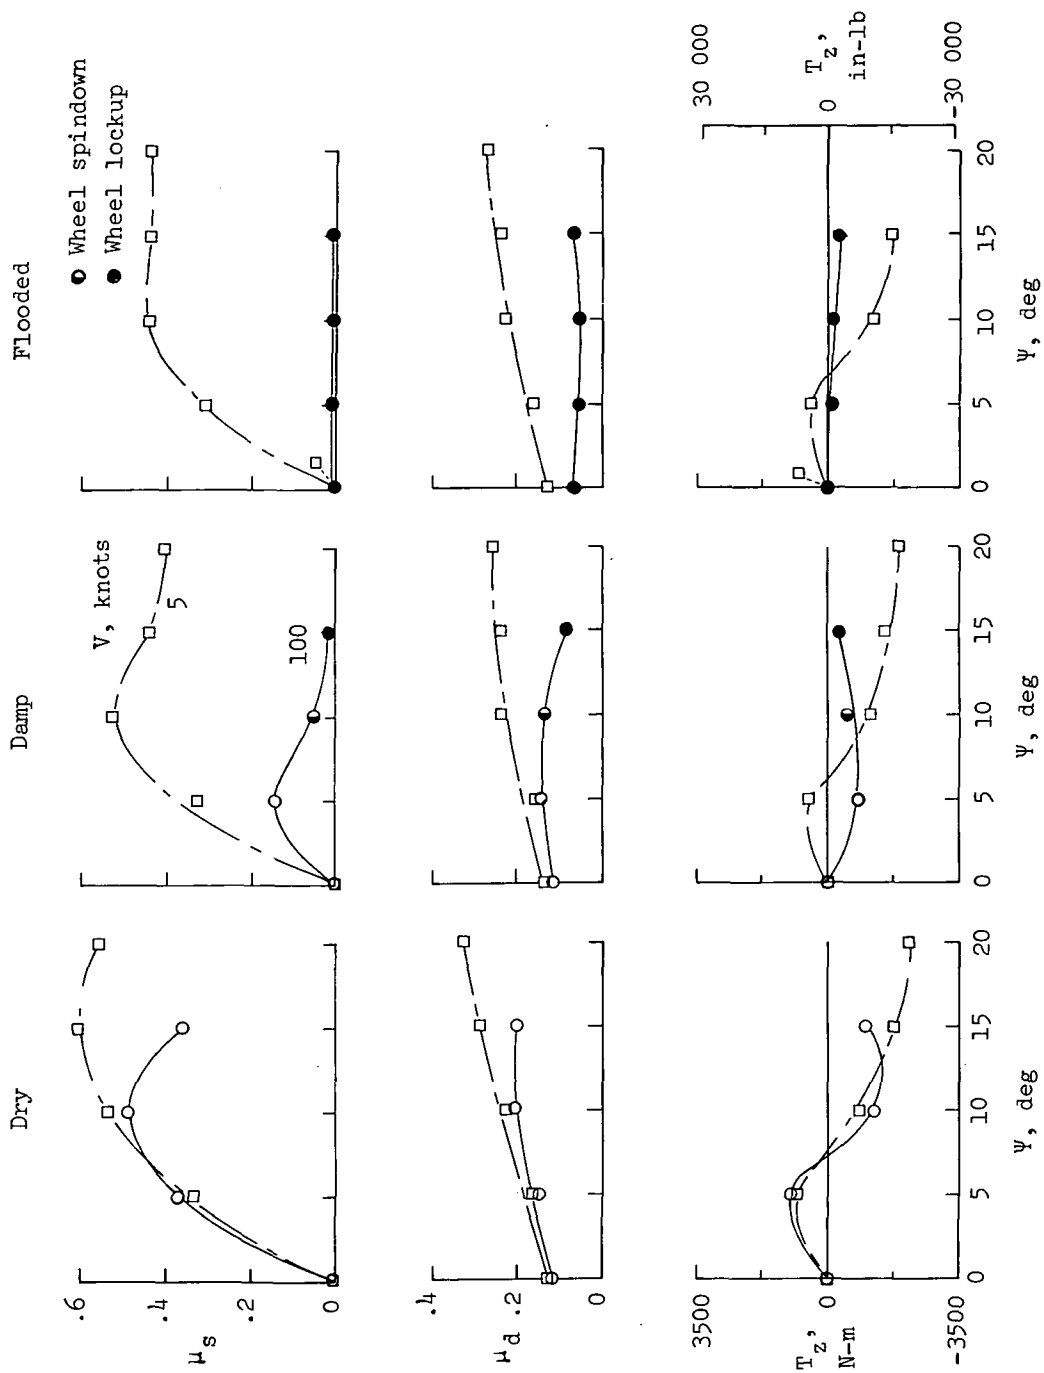 Dry
Damp
Flooded
◐ Wheel spindown
● Wheel lockup
V, knots
5
100
.6
.4
.2
0
μs
.4
.2
0
μd
3500
0
-3500
Tz,
N-m
30 000
0
-30 000
Tz,
in-lb
0 5 10 15 20
0 5 10 15 20
0 5 10 15 20
Ψ, deg
Ψ, deg
Ψ, deg